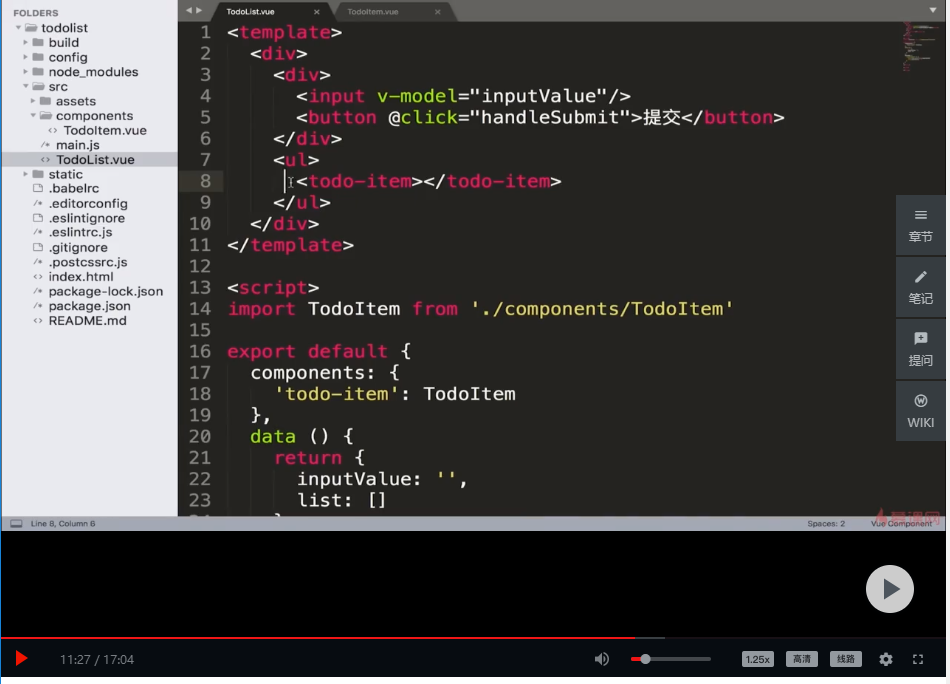 FOLDERS
todolist
build
config
node_modules
src
assets
components
TodoItem.vue
main.js
TodoList.vue
static
.babelrc
.editorconfig
.eslintignore
.eslintrc.js
.gitignore
.postcssrc.js
index.html
package-lock.json
package.json
README.md
TodoList.vue
TodoItem.vue
1 <template>
2 <div>
3 <div>
4 <input v-model="inputValue"/>
5 <button @click="handleSubmit">提交</button>
6 </div>
7 <ul>
8 <todo-item></todo-item>
9 </ul>
10 </div>
11 </template>
12
13 <script>
14 import TodoItem from './components/TodoItem'
15
16 export default {
17 components: {
18 'todo-item': TodoItem
19 },
20 data () {
21 return {
22 inputValue: '',
23 list: []
章节
笔记
提问
WIKI
Line 8, Column 6
Spaces: 2
Vue Component
11:27 / 17:04
1.25x
高清
线路